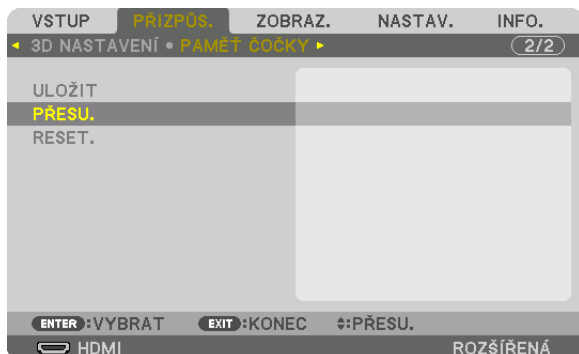 VSTUP PŘIZPŮS. ZOBRAZ. NASTAV. INFO.
◄ 3D NASTAVENÍ • PAMĚŤ ČOČKY ► 2/2
ULOŽIT
PŘESU.
RESET.
ENTER :VYBRAT EXIT :KONEC ♦:PŘESU.
HDMI ROZŠÍŘENÁ